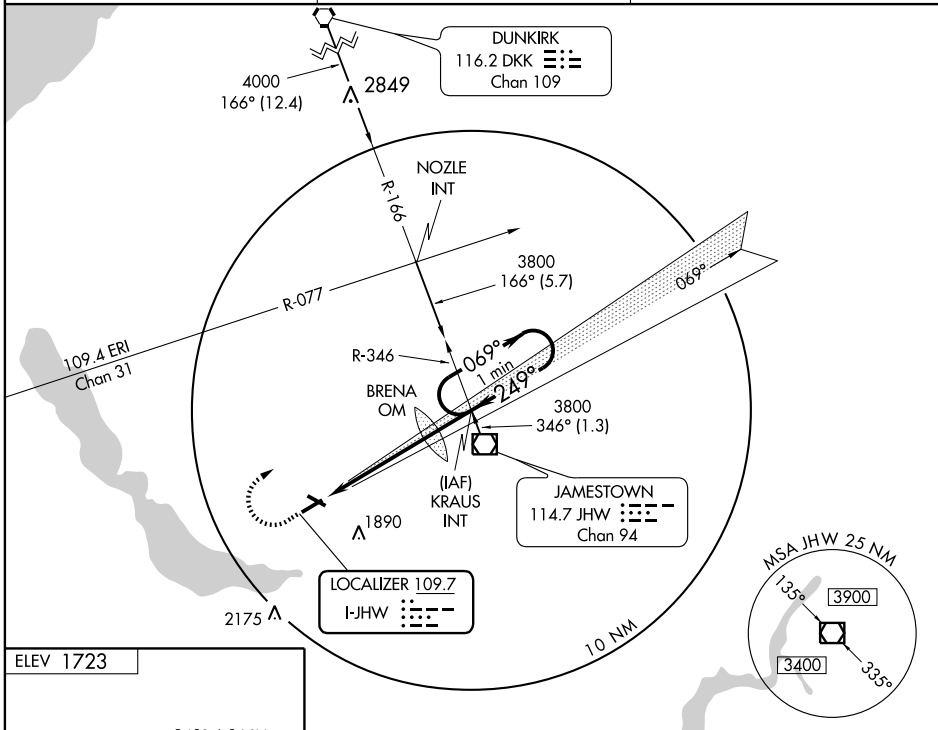 DUNKIRK
116.2 DKK
Chan 109
4000
166° (12.4)
2849
NOZLE
INT
R-166
3800
166° (5.7)
R-077
069°
109.4 ERI
Chan 31
R-346
069°
1 min
249°
BRENA
OM
3800
346° (1.3)
(IAF)
KRAUS
INT
JAMESTOWN
114.7 JHW
Chan 94
1890
LOCALIZER 109.7
I-JHW
2175
10 NM
MSA JHW 25 NM
135°
3900
3400
335°
ELEV 1723